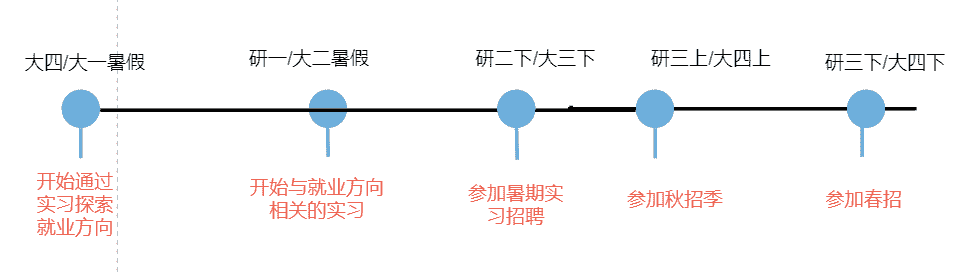 大四/大一暑假
研一/大二暑假
研二下/大三下
研三上/大四上
研三下/大四下
开始通过
实习探索
就业方向
开始与就业方向
相关的实习
参加暑期实
习招聘
参加秋招季
参加春招